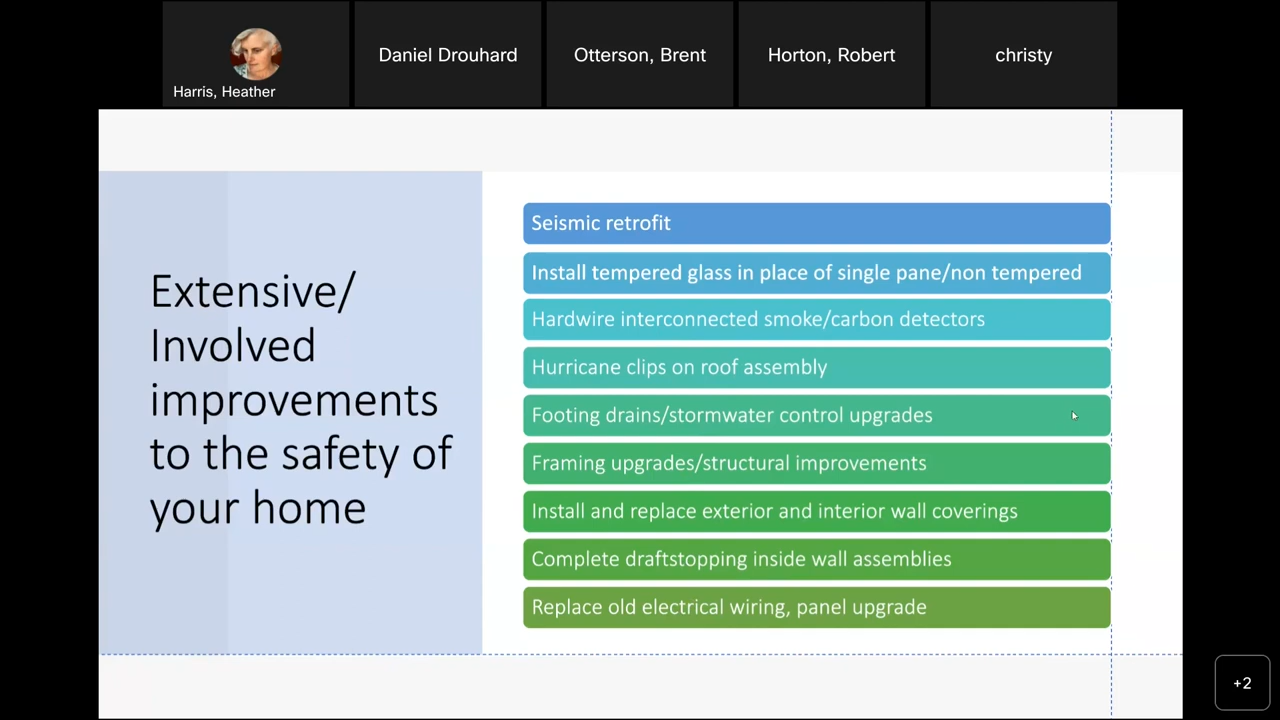 Daniel Drouhard
Otterson, Brent
Horton, Robert
christy
Harris, Heather
Extensive/
Involved
improvements
to the safety of
your home
Seismic retrofit
Install tempered glass in place of single pane/non tempered
Hardwire interconnected smoke/carbon detectors
Hurricane clips on roof assembly
Footing drains/stormwater control upgrades
Framing upgrades/structural improvements
Install and replace exterior and interior wall coverings
Complete draftstopping inside wall assemblies
Replace old electrical wiring, panel upgrade
+2